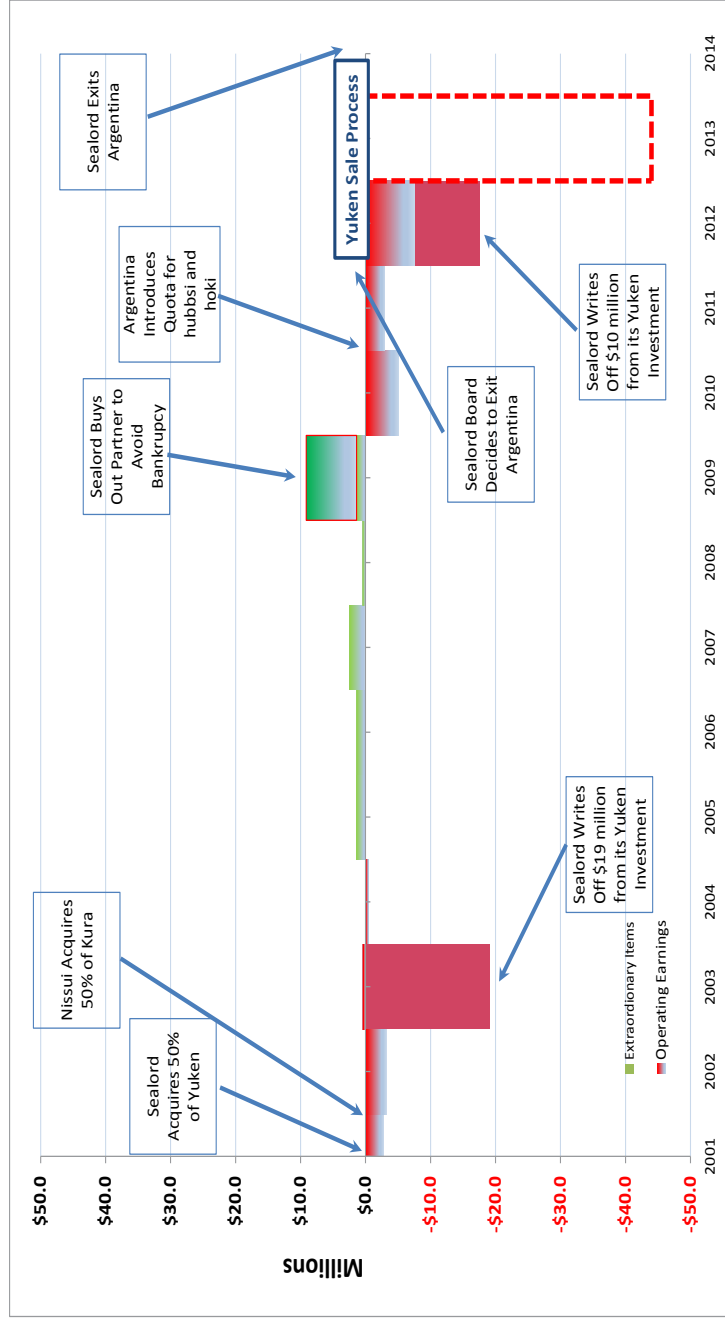 Sealord Exits
Argentina
Argentina
Introduces
Quota for
hubbsi and
hoki
Sealord Buys
Out Partner to
Avoid
Bankrupcy
Nissui Acquires
50% of Kura
Sealord
Acquires 50%
of Yuken
Yuken Sale Process
Sealord Board
Decides to Exit
Argentina
Sealord Writes
Off $10 million
from its Yuken
Investment
Sealord Writes
Off $19 million
from its Yuken
Investment
Extraordionary Items
Operating Earnings
Millions
$50.0
$40.0
$30.0
$20.0
$10.0
$0.0
-$10.0
-$20.0
-$30.0
-$40.0
-$50.0
2001
2002
2003
2004
2005
2006
2007
2008
2009
2010
2011
2012
2013
2014